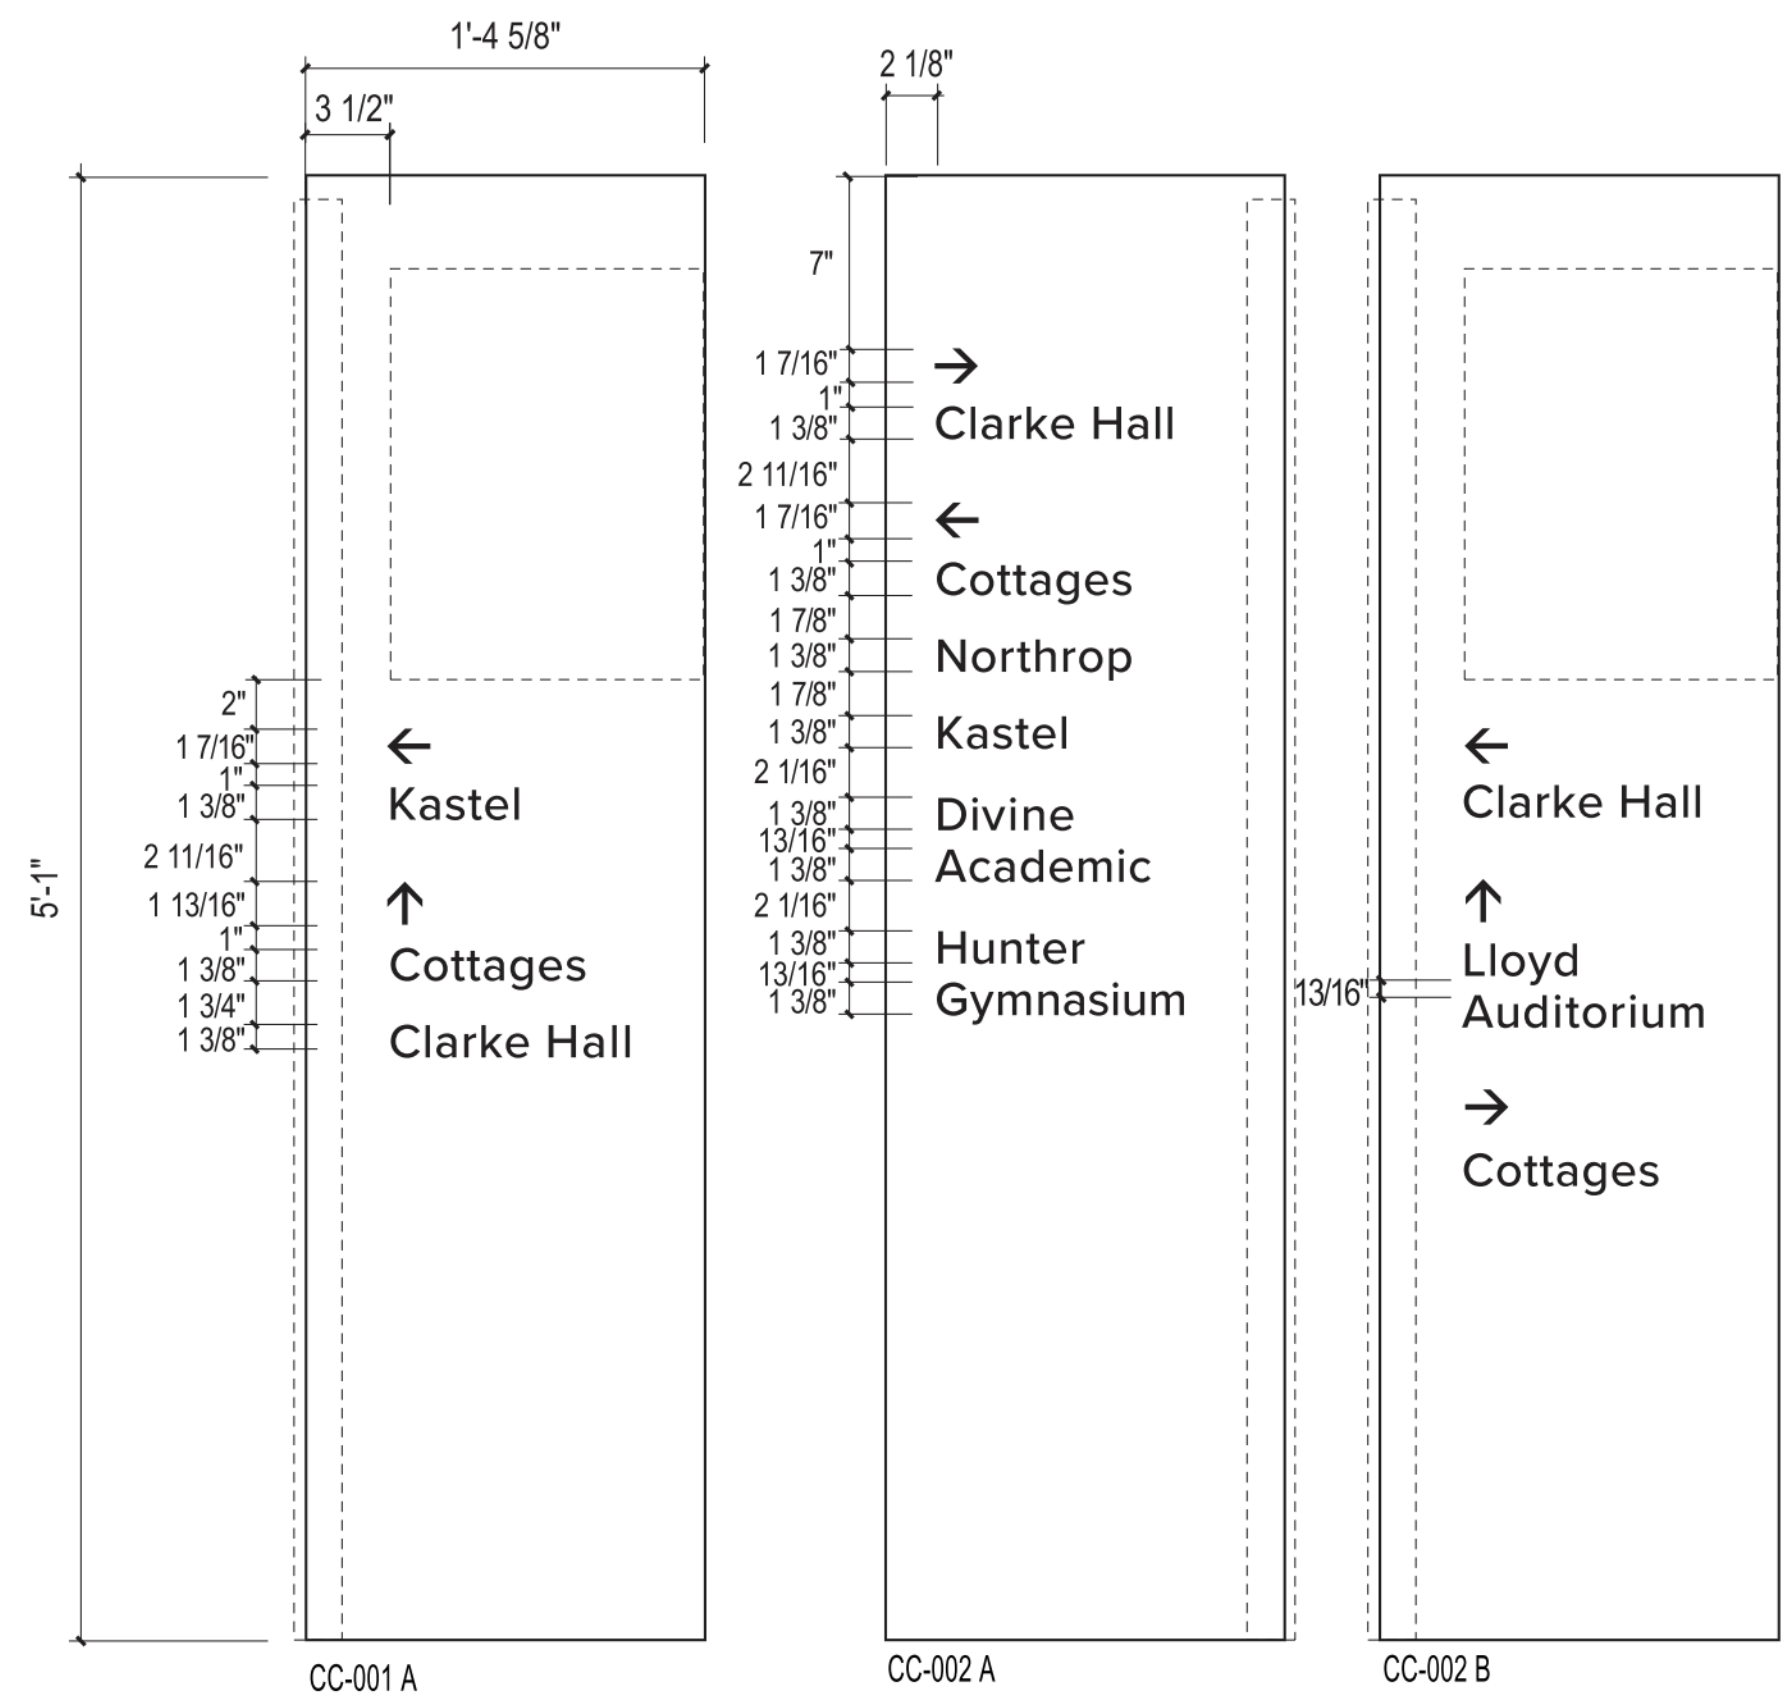 1'-4 5/8"
3 1/2"
5'-1"
2"
1 7/16"
1"
1 3/8"
2 11/16"
1 13/16"
1"
1 3/8"
1 3/4"
1 3/8"
←
Kastel
↑
Cottages
Clarke Hall
CC-001 A
2 1/8"
7"
1 7/16"
1"
1 3/8"
2 11/16"
1 7/16"
1"
1 3/8"
1 7/8"
1 3/8"
1 7/8"
1 3/8"
2 1/16"
1 3/8"
13/16"
1 3/8"
2 1/16"
1 3/8"
13/16"
1 3/8"
→
Clarke Hall
←
Cottages
Northrop
Kastel
Divine
Academic
Hunter
Gymnasium
CC-002 A
13/16"
←
Clarke Hall
↑
Lloyd
Auditorium
→
Cottages
CC-002 B